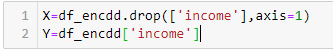 1 X=df_encdd.drop(['income'],axis=1)
2 Y=df_encdd['income']